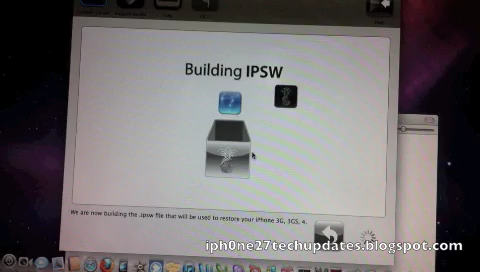 Building IPSW
We are now building the .ipsw file that will be used to restore your iPhone 3G, 3GS, 4.
iph0ne27techupdates.blogspot.com